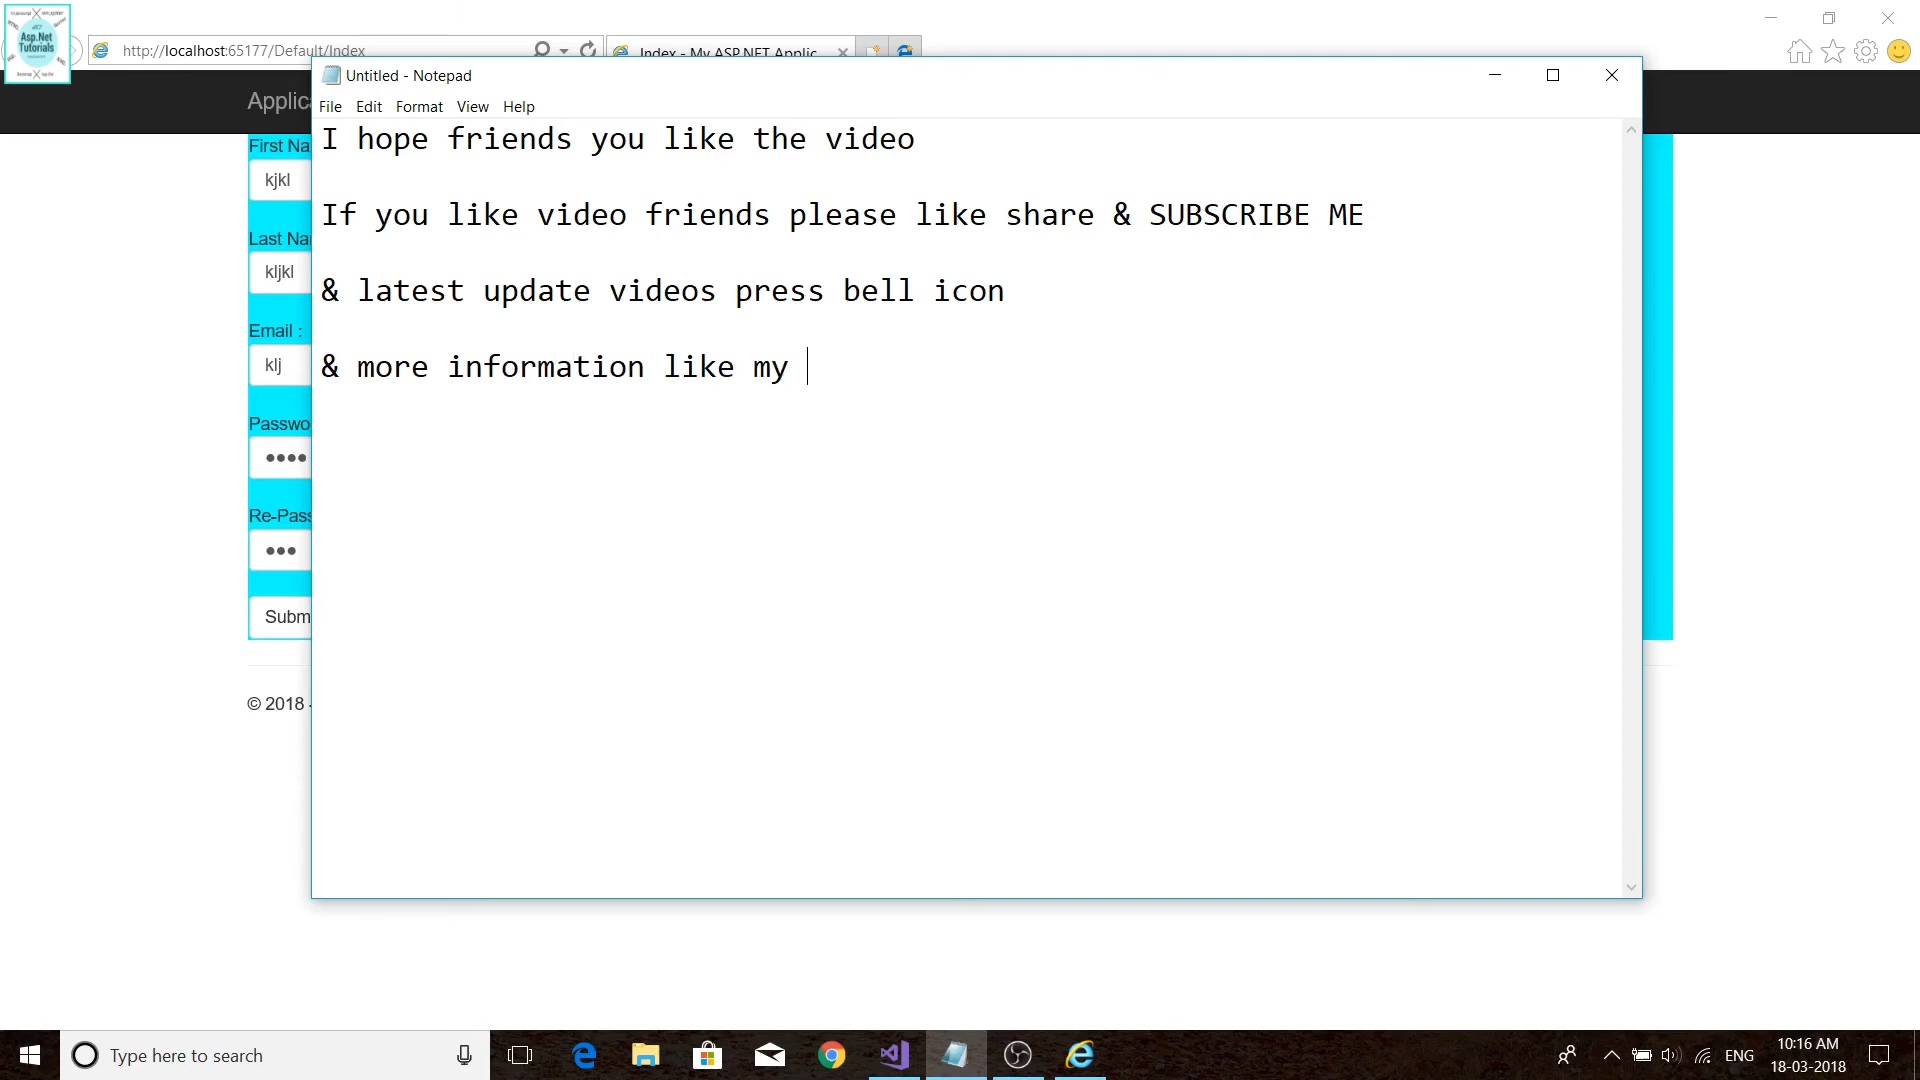 Asp.Net
Tutorials
http://localhost:65177/Default/Index
Index - My ASP.NET Applic...
Applic
Untitled - Notepad
File Edit Format View Help
I hope friends you like the video
If you like video friends please like share & SUBSCRIBE ME
& latest update videos press bell icon
& more information like my
First Na
kjkl
Last Na
kljkl
Email :
klj
Passwo
Re-Pass
Subm
© 2018 -
Type here to search
ENG
10:16 AM
18-03-2018